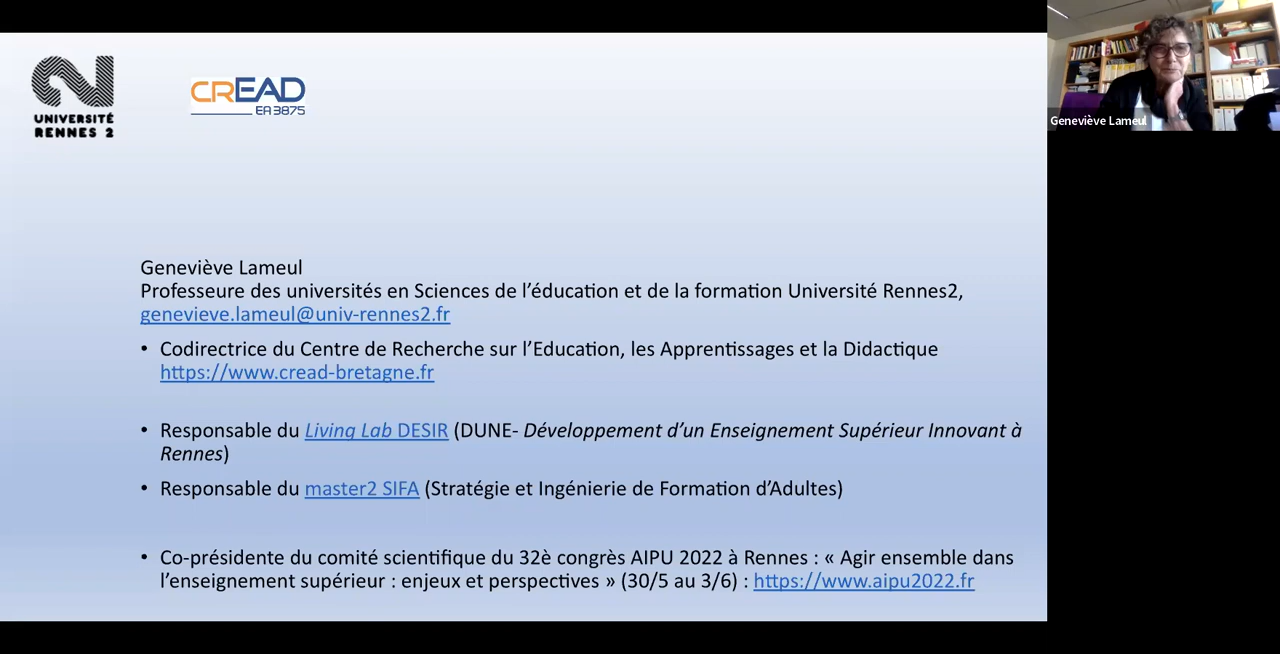 UNIVERSITÉ
RENNES 2
CREAD
EA 3875
Geneviève Lameul
Geneviève Lameul
Professeure des universités en Sciences de l’éducation et de la formation Université Rennes2,
genevieve.lameul@univ-rennes2.fr
• Codirectrice du Centre de Recherche sur l’Education, les Apprentissages et la Didactique
https://www.cread-bretagne.fr
• Responsable du Living Lab DESIR (DUNE- Développement d’un Enseignement Supérieur Innovant à
Rennes)
• Responsable du master2 SIFA (Stratégie et Ingénierie de Formation d’Adultes)
• Co-présidente du comité scientifique du 32è congrès AIPU 2022 à Rennes : « Agir ensemble dans
l’enseignement supérieur : enjeux et perspectives » (30/5 au 3/6) : https://www.aipu2022.fr